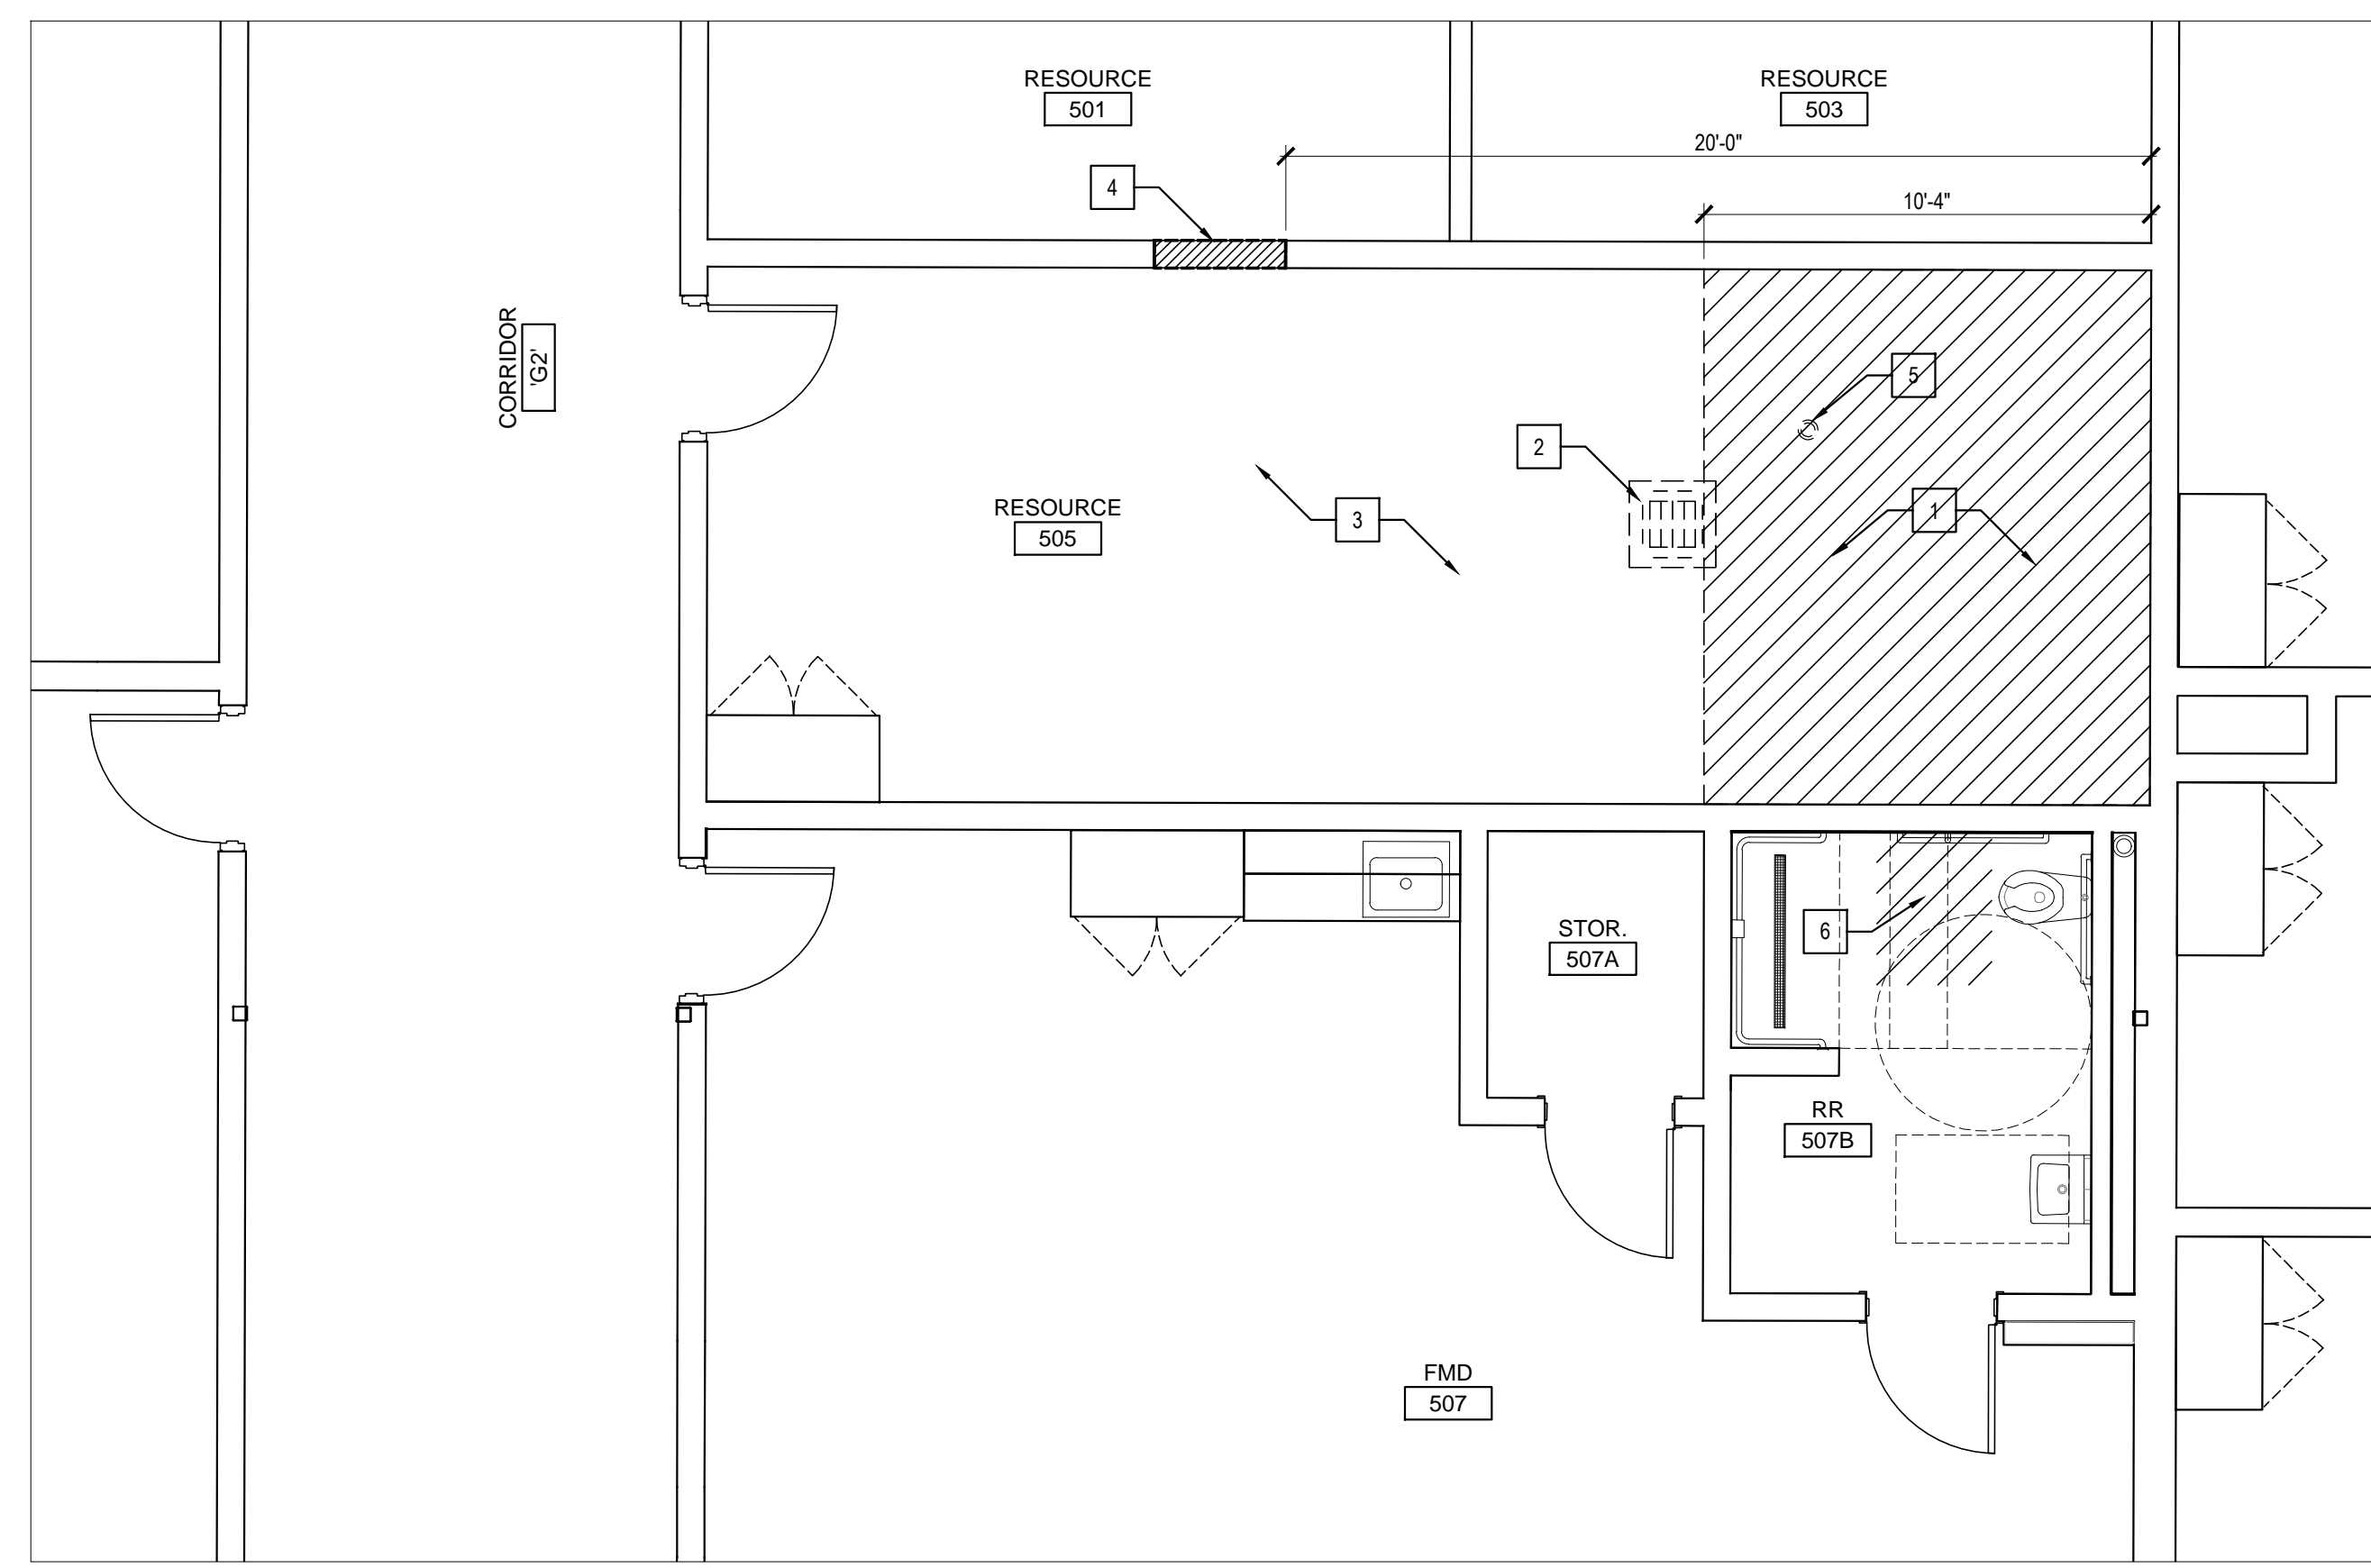 RESOURCE
501
RESOURCE
503
20'-0"
4
10'-4"
CORRIDOR
'G2'
5
2
RESOURCE
505
3
1
STOR.
507A
6
RR
507B
FMD
507